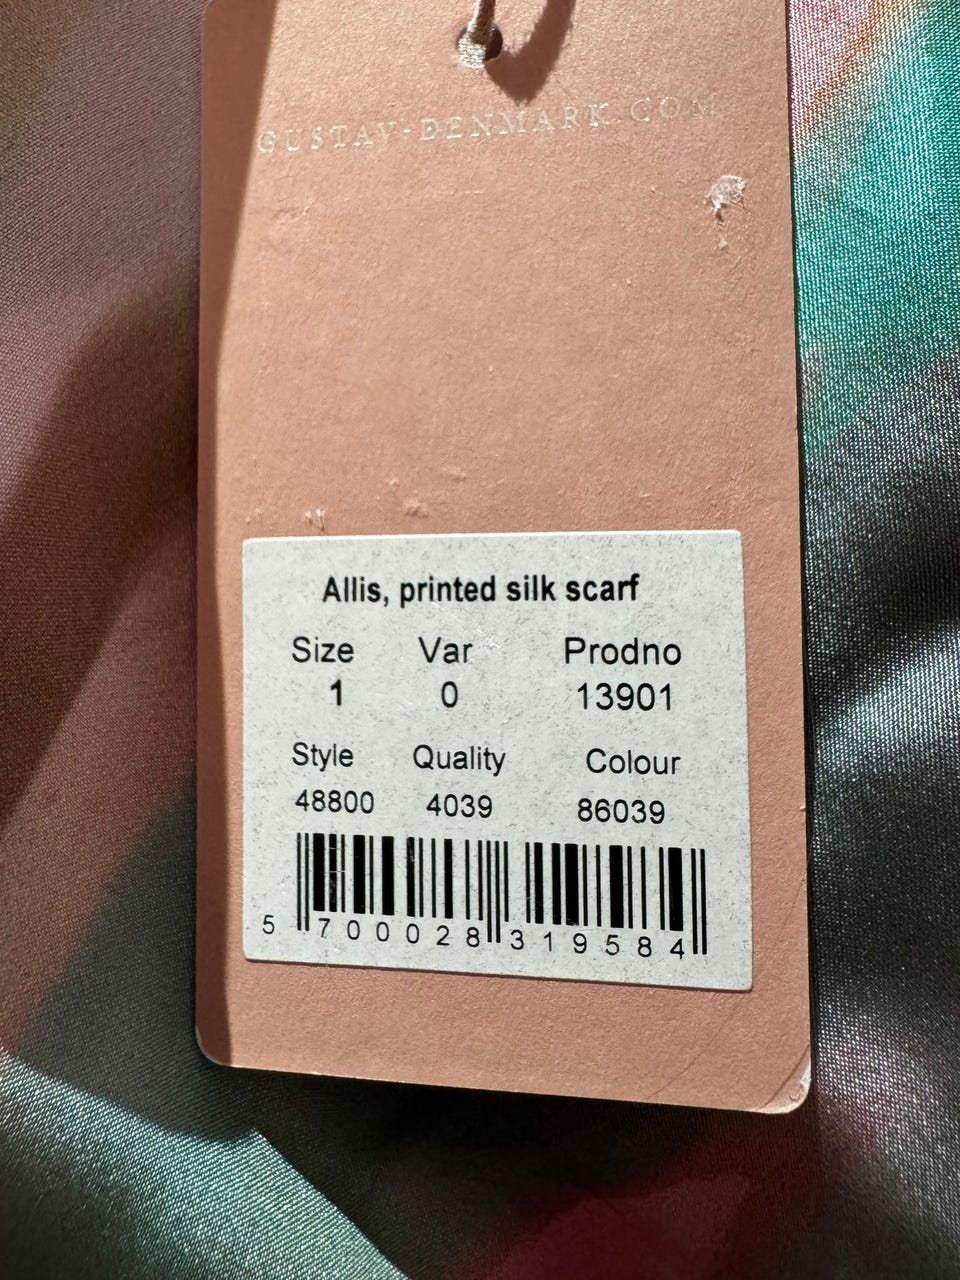 GUSTAV-DENMARK.COM
Allis, printed silk scarf
Size Var Prodno
1 0 13901
Style Quality Colour
48800 4039 86039
5 700028 319584